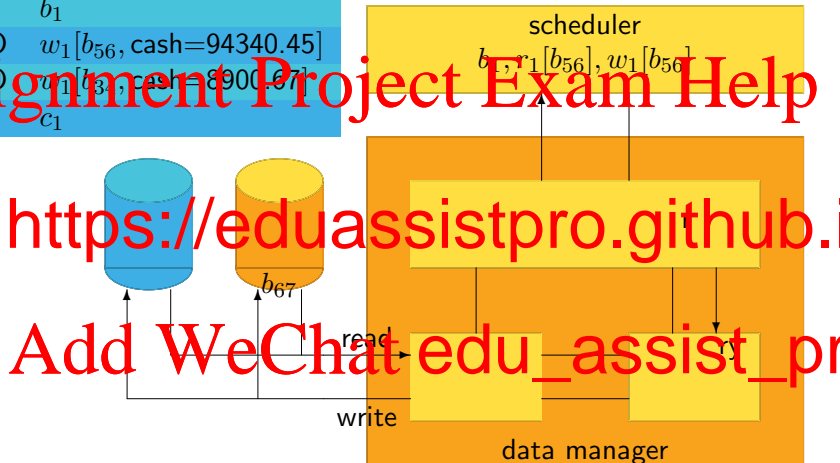 b1
scheduler
w1[b56, cash=94340.45]
b1, r1[b56], w1[b56]
w1[b34, cash=8900.67]
Assignment Project Exam Help
c1
https://eduassistpro.github.i
b67
read
Add WeChat edu_assist_pr
ry
write
data manager